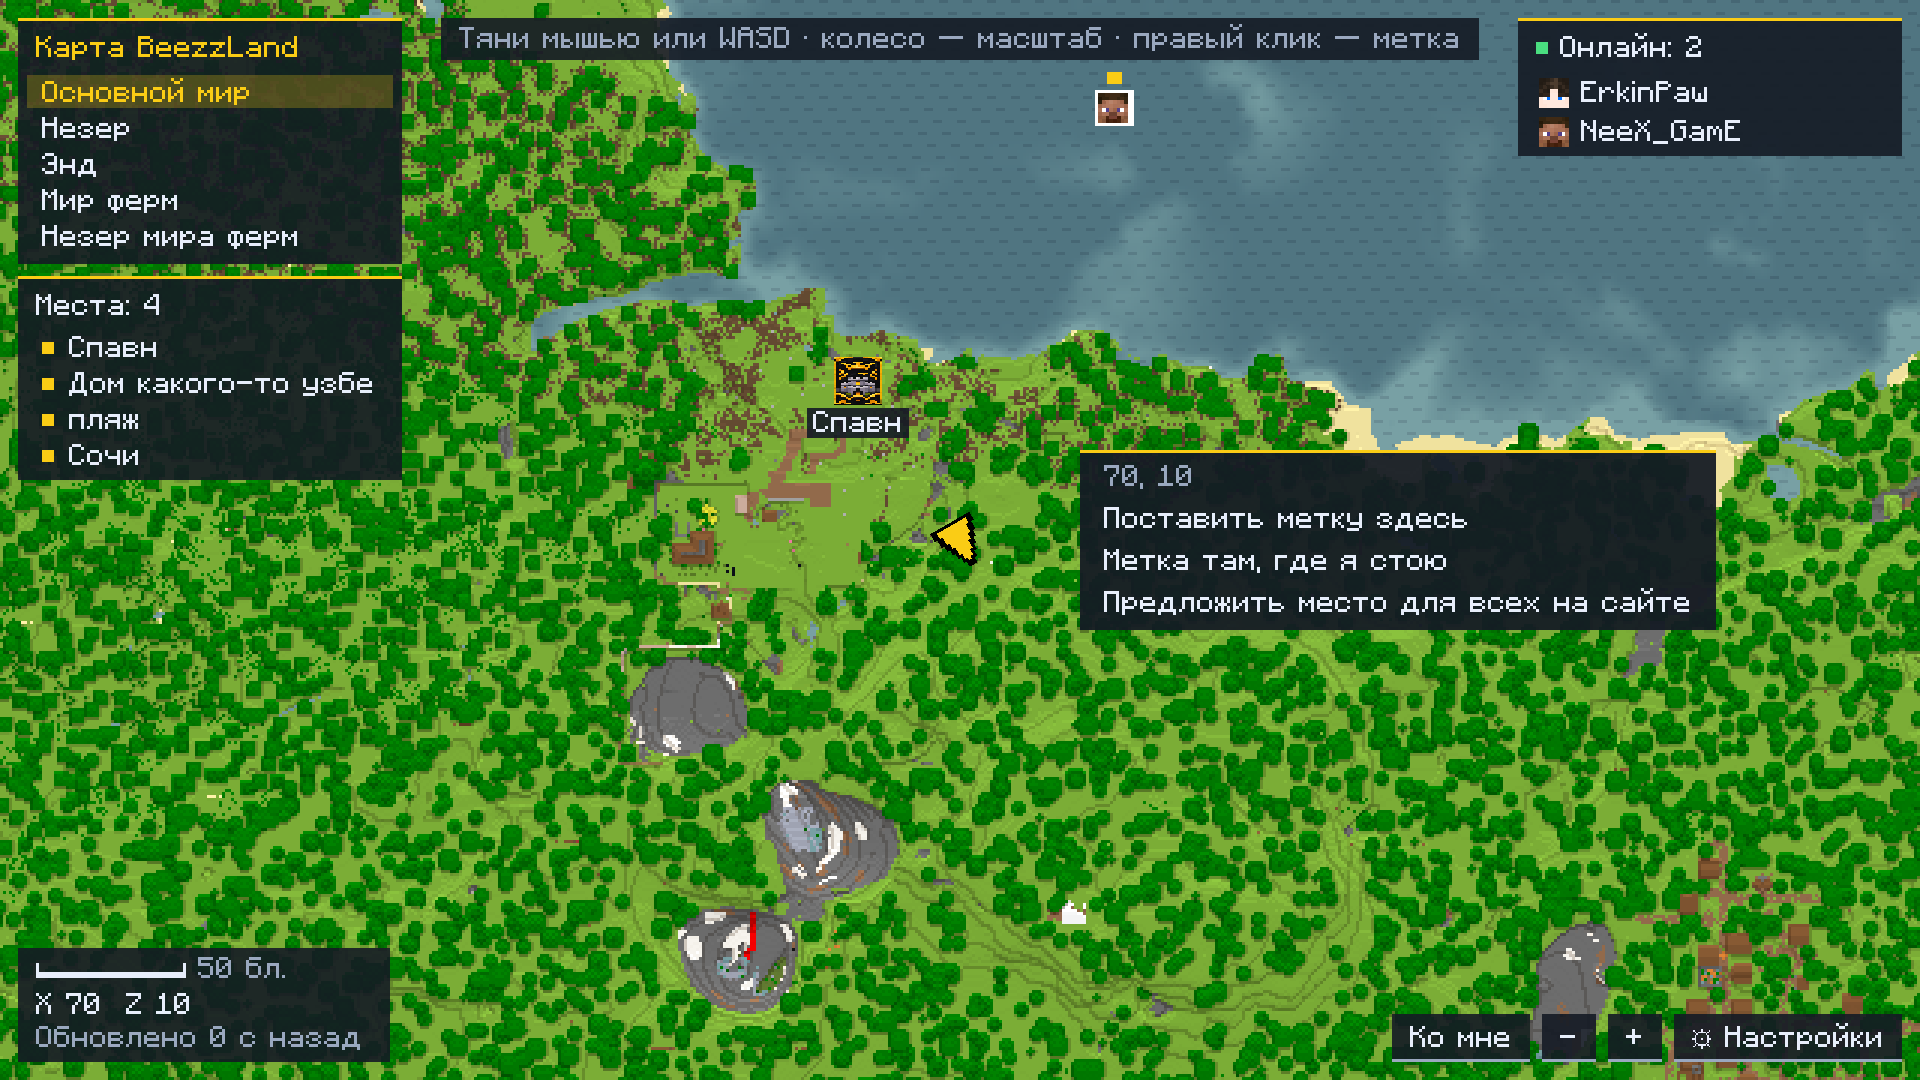 Карта BeezzLand
Основной мир
Незер
Энд
Мир ферм
Незер мира ферм
Места: 4
Спавн
Дом какого-то узбе
пляж
Сочи
Тяни мышью или WASD · колесо — масштаб · правый клик — метка
Онлайн: 2
ErkinPaw
NeeX_GamE
Спавн
70, 10
Поставить метку здесь
Метка там, где я стою
Предложить место для всех на сайте
50 бл.
X 70 Z 10
Обновлено 0 с назад
Ко мне
−
+
Настройки